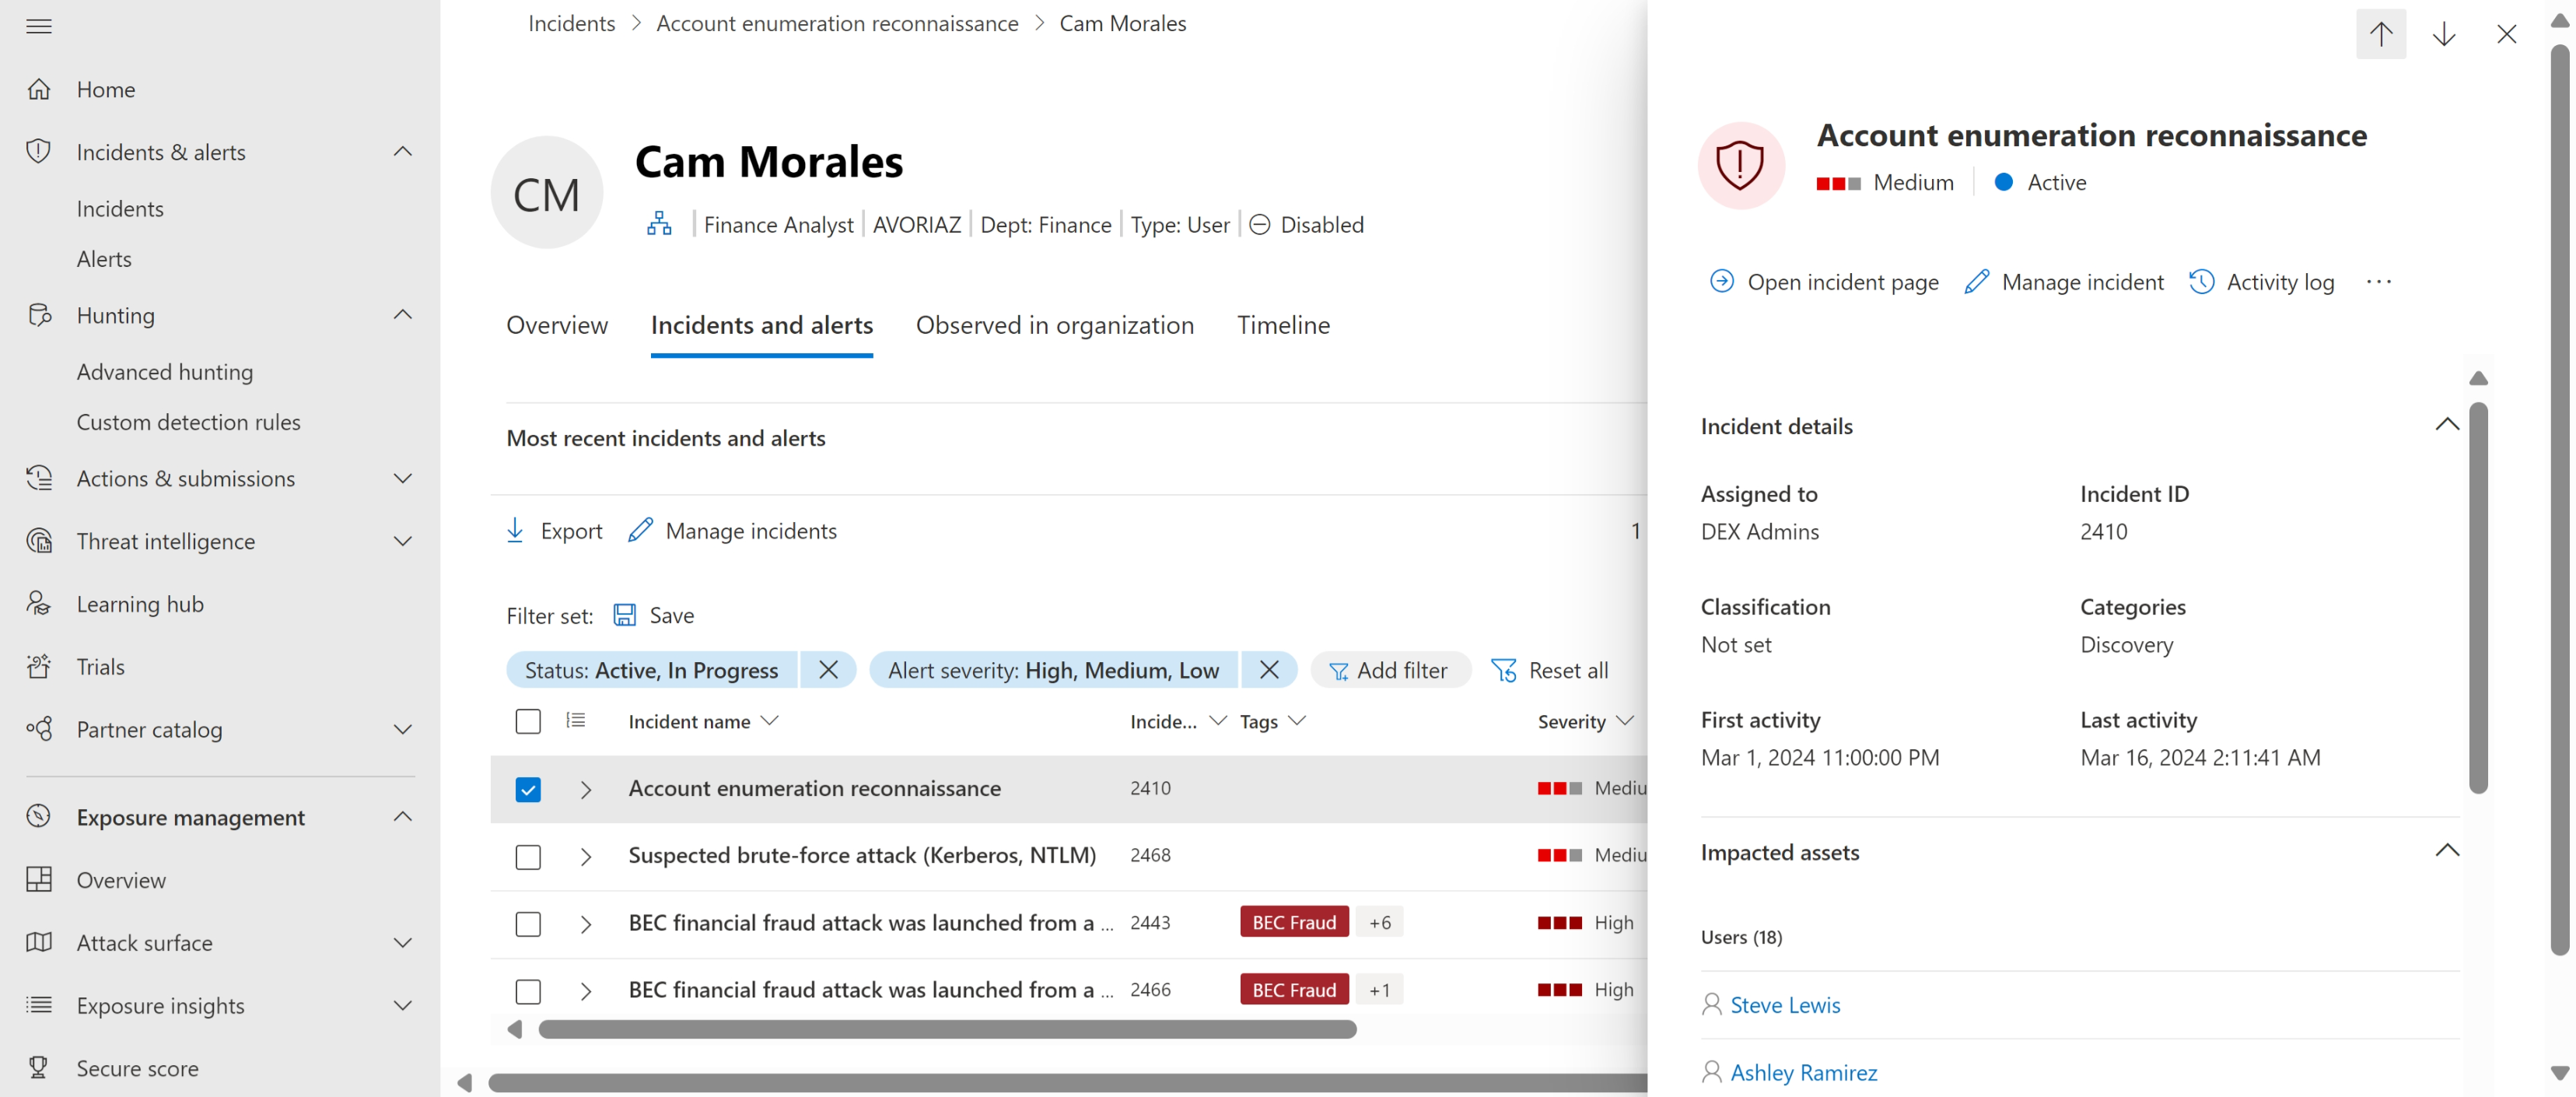 Home
Incidents & alerts
Incidents
Alerts
Hunting
Advanced hunting
Custom detection rules
Actions & submissions
Threat intelligence
Learning hub
Trials
Partner catalog
Exposure management
Overview
Attack surface
Exposure insights
Secure score
Incidents > Account enumeration reconnaissance > Cam Morales
CM
Cam Morales
Finance Analyst | AVORIAZ | Dept: Finance | Type: User | Disabled
Overview Incidents and alerts Observed in organization Timeline
Most recent incidents and alerts
Export Manage incidents 1
Filter set: Save
Status: Active, In Progress Alert severity: High, Medium, Low Add filter Reset all
Incident name Incide... Tags Severity
Account enumeration reconnaissance 2410 Mediu
Suspected brute-force attack (Kerberos, NTLM) 2468 Mediu
BEC financial fraud attack was launched from a ... 2443 BEC Fraud +6 High
BEC financial fraud attack was launched from a ... 2466 BEC Fraud +1 High
Account enumeration reconnaissance
Medium Active
Open incident page Manage incident Activity log ...
Incident details
Assigned to Incident ID
DEX Admins 2410
Classification Categories
Not set Discovery
First activity Last activity
Mar 1, 2024 11:00:00 PM Mar 16, 2024 2:11:41 AM
Impacted assets
Users (18)
Steve Lewis
Ashley Ramirez